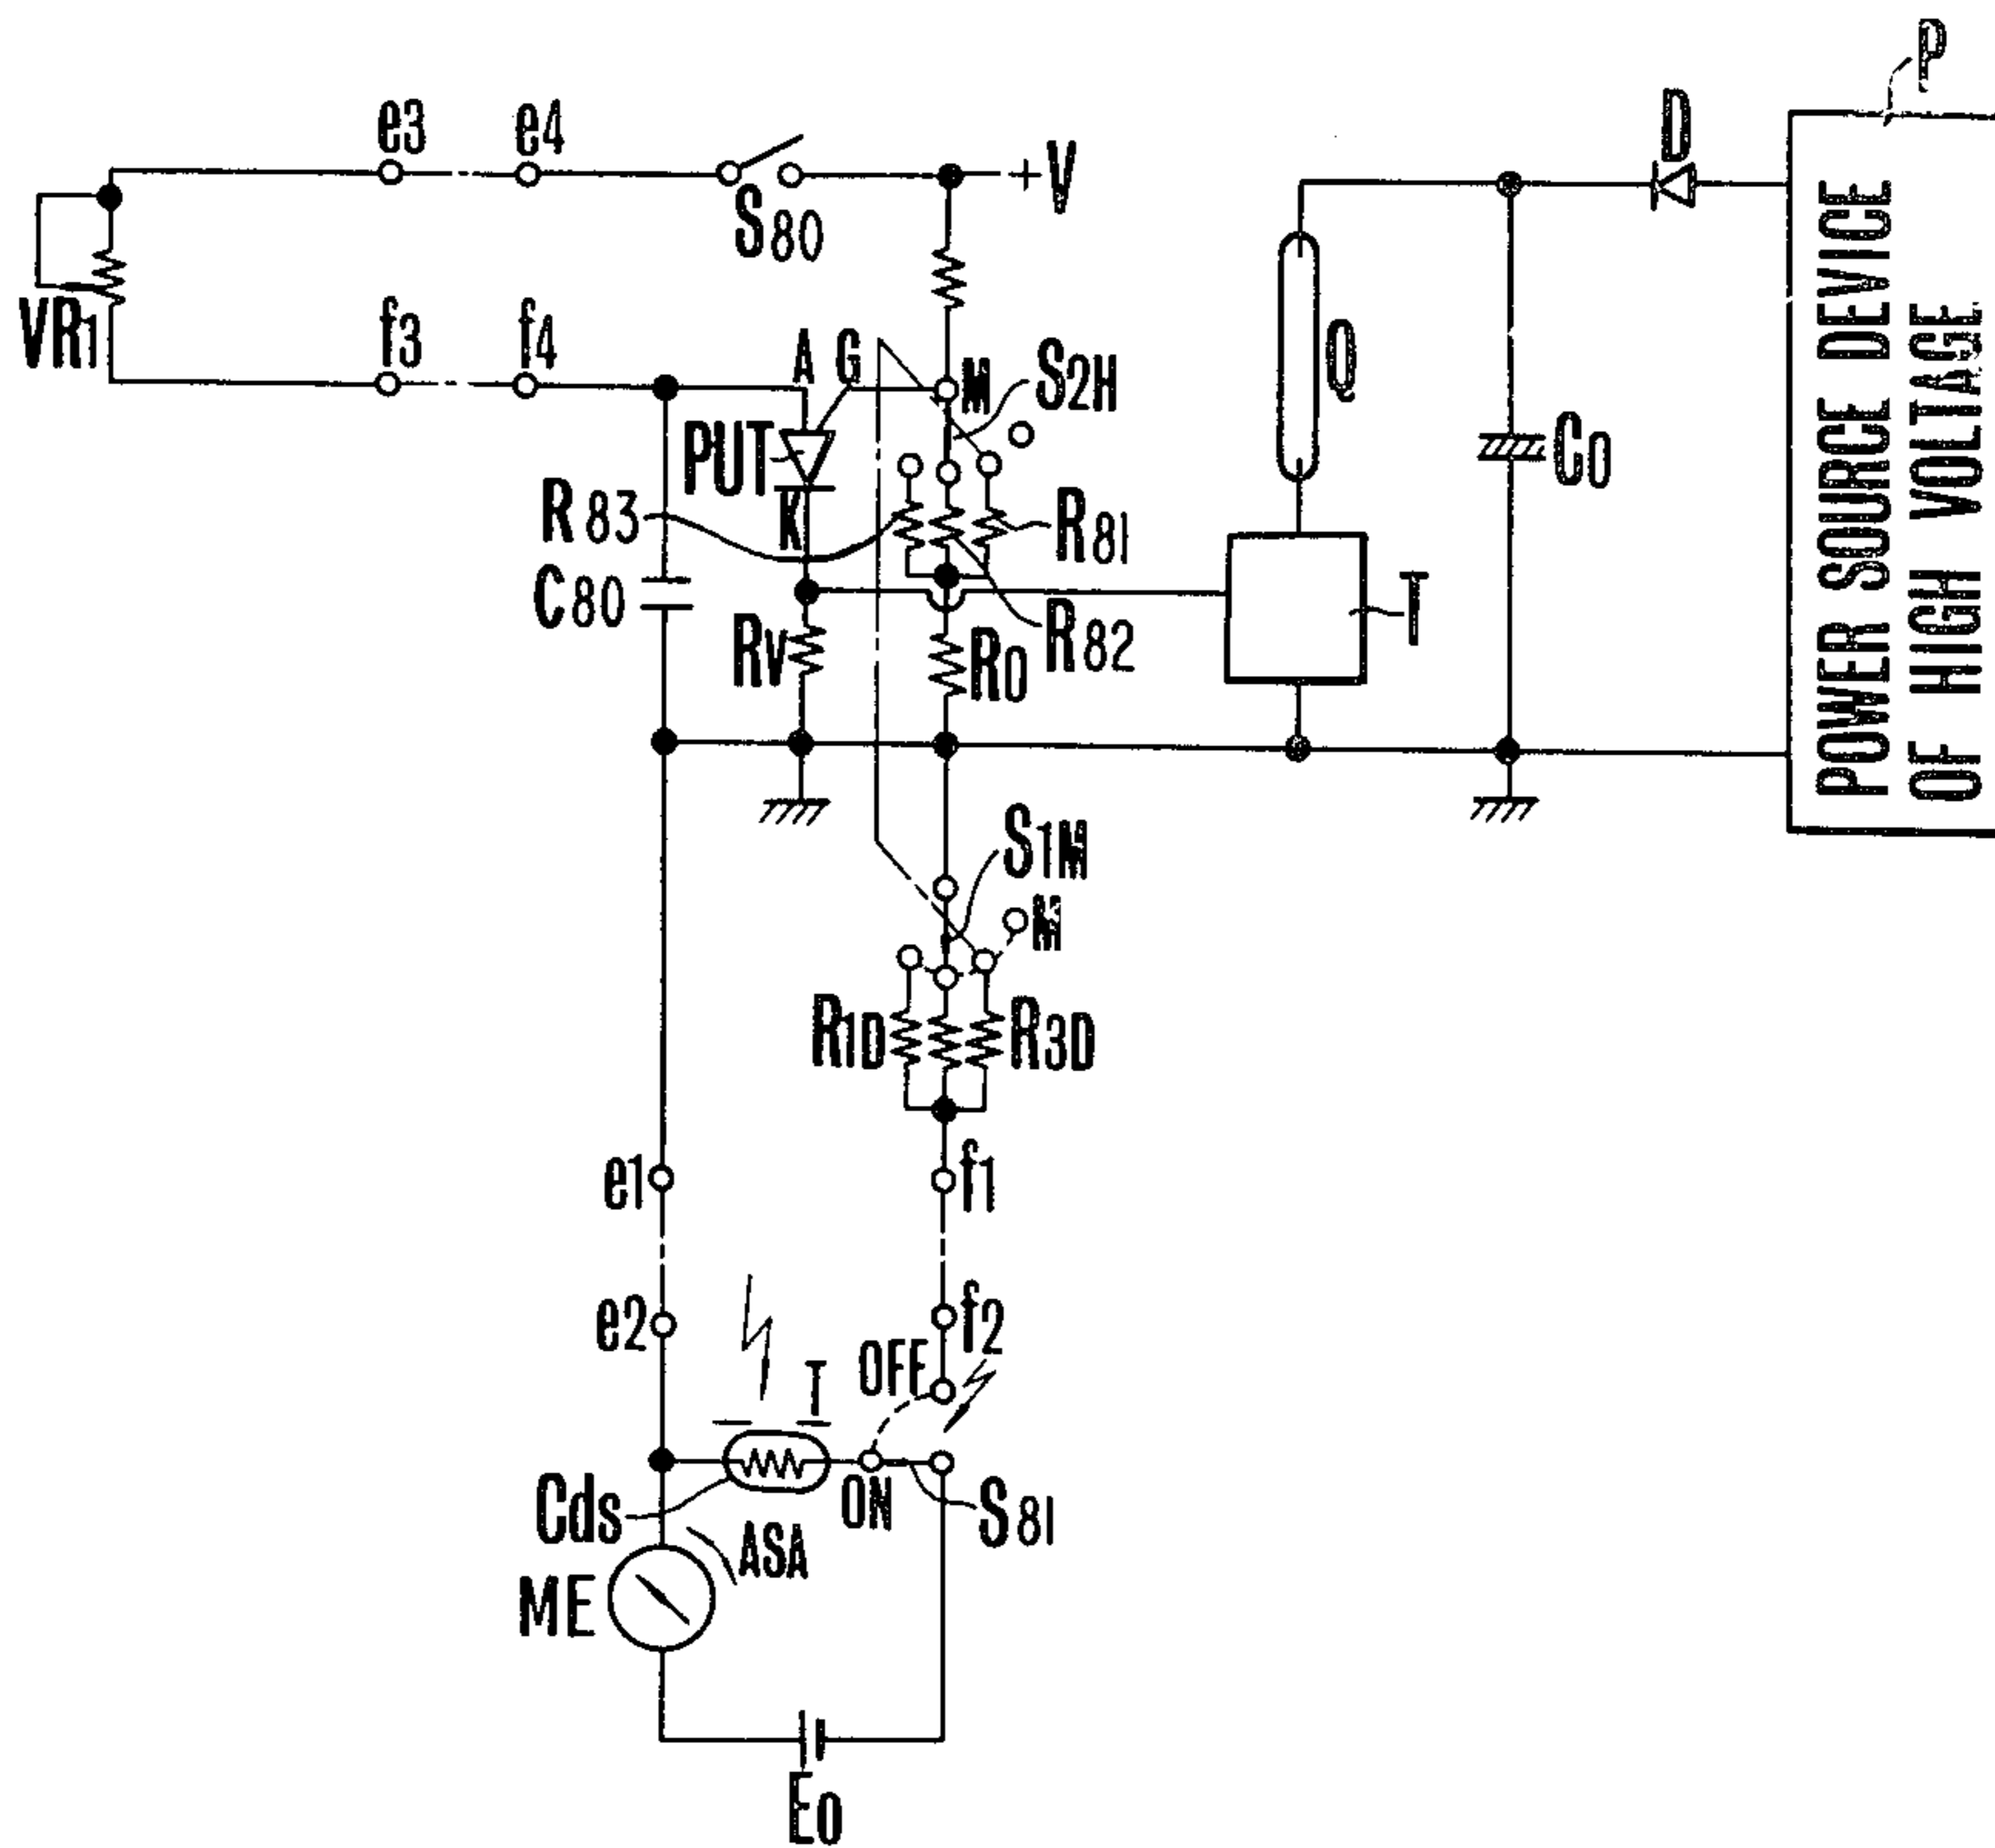 P
e3
e4
D
+V
S80
POWER SOURCE DEVICE
OF HIGH VOLTAGE
VR1
f3
f4
A
G
M
S2H
Q
PUT
R83
K
R81
C0
C80
RV
R0
R82
T
S1M
M
R1D
R3D
e1
f1
e2
f2
OFF
T
Cds
ON
S81
ASA
ME
E0